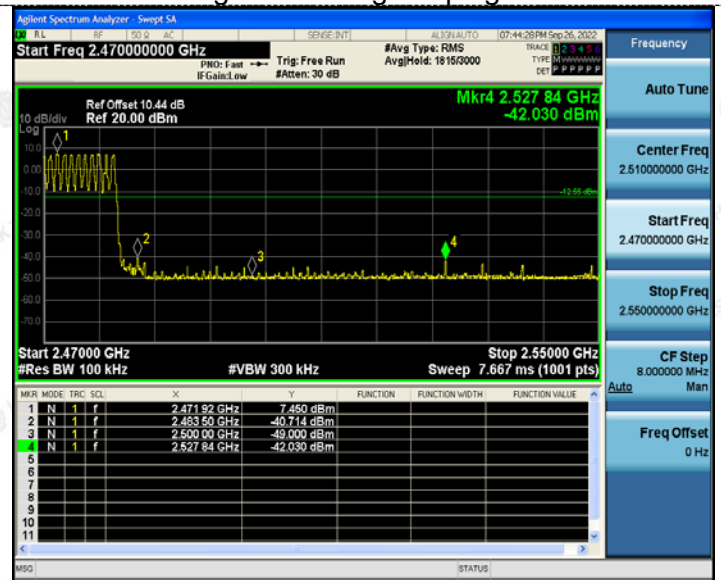 Agilent Spectrum Analyzer - Swept SA
RL RF 50 Ω AC SENSE:INT ALIGNAUTO 07:44:28PM Sep 26, 2022
Start Freq 2.470000000 GHz
PNO: Fast
IFGain:Low
Trig: Free Run
#Atten: 30 dB
#Avg Type: RMS
Avg|Hold: 1815/3000
TRACE 1 2 3 4 5 6
TYPE M
DET P P P P P P
Frequency
Auto Tune
Center Freq
2.510000000 GHz
Start Freq
2.470000000 GHz
Stop Freq
2.550000000 GHz
CF Step
8.000000 MHz
Auto Man
Freq Offset
0 Hz
Mkr4 2.527 84 GHz
-42.030 dBm
Ref Offset 10.44 dB
10 dB/div Ref 20.00 dBm
Log
10.0
0.00
-10.0
-20.0
-30.0
-40.0
-50.0
-60.0
-70.0
1
2
3
4
-12.55 dBm
Start 2.47000 GHz Stop 2.55000 GHz
#Res BW 100 kHz #VBW 300 kHz Sweep 7.667 ms (1001 pts)
MKR MODE TRC SCL X Y FUNCTION FUNCTION WIDTH FUNCTION VALUE
1 N 1 f 2.471 92 GHz 7.450 dBm
2 N 1 f 2.483 50 GHz -40.714 dBm
3 N 1 f 2.500 00 GHz -49.000 dBm
4 N 1 f 2.527 84 GHz -42.030 dBm
5
6
7
8
9
10
11
MSG STATUS